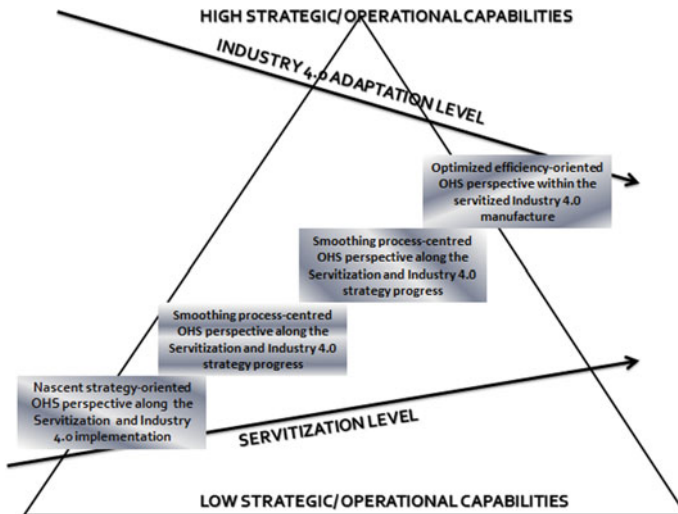 HIGH STRATEGIC/OPERATIONAL CAPABILITIES
INDUSTRY 4.0 ADAPTATION LEVEL
Optimized efficiency-oriented
OHS perspective within the
servitized Industry 4.0
manufacture
Smoothing process-centred
OHS perspective along the
Servitization and Industry 4.0
strategy progress
Smoothing process-centred
OHS perspective along the
Servitization and Industry 4.0
strategy progress
Nascent strategy-oriented
OHS perspective along the
Servitization and Industry
4.0 implementation
SERVITIZATION LEVEL
LOW STRATEGIC/OPERATIONAL CAPABILITIES